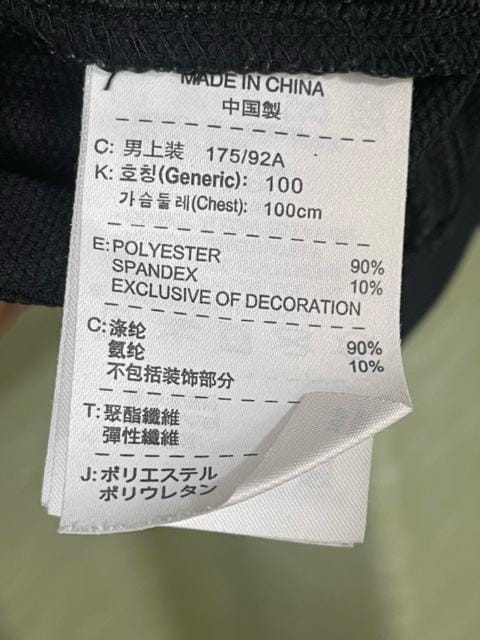 MADE IN CHINA
中国製
C: 男上装 175/92A
K: 호칭(Generic): 100
가슴둘레(Chest): 100cm
E: POLYESTER 90%
SPANDEX 10%
EXCLUSIVE OF DECORATION
C: 涤纶 90%
氨纶 10%
不包括装饰部分
T: 聚酯纖維
彈性纖維
J: ポリエステル
ポリウレタン